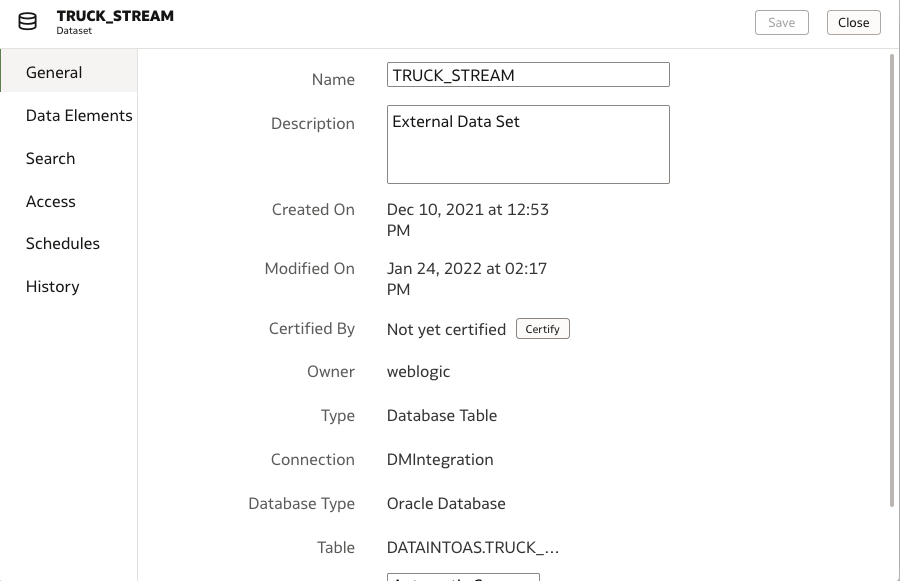 TRUCK_STREAM
Dataset
Save
Close
General
Data Elements
Search
Access
Schedules
History
Name
TRUCK_STREAM
Description
External Data Set
Created On
Dec 10, 2021 at 12:53
PM
Modified On
Jan 24, 2022 at 02:17
PM
Certified By
Not yet certified
Certify
Owner
weblogic
Type
Database Table
Connection
DMIntegration
Database Type
Oracle Database
Table
DATAINTOAS.TRUCK_...